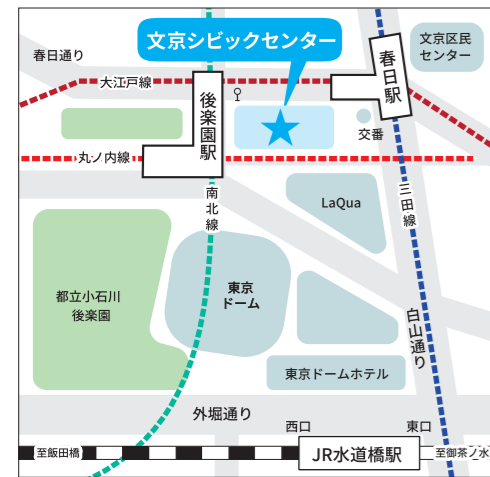 文京シビックセンター
春日通り
文京区民
センター
春日駅
大江戸線
後楽園駅
交番
丸ノ内線
南北線
LaQua
三田線
都立小石川
後楽園
東京
ドーム
白山通り
東京ドームホテル
外堀通り
西口
東口
至飯田橋
JR水道橋駅
至御茶ノ水